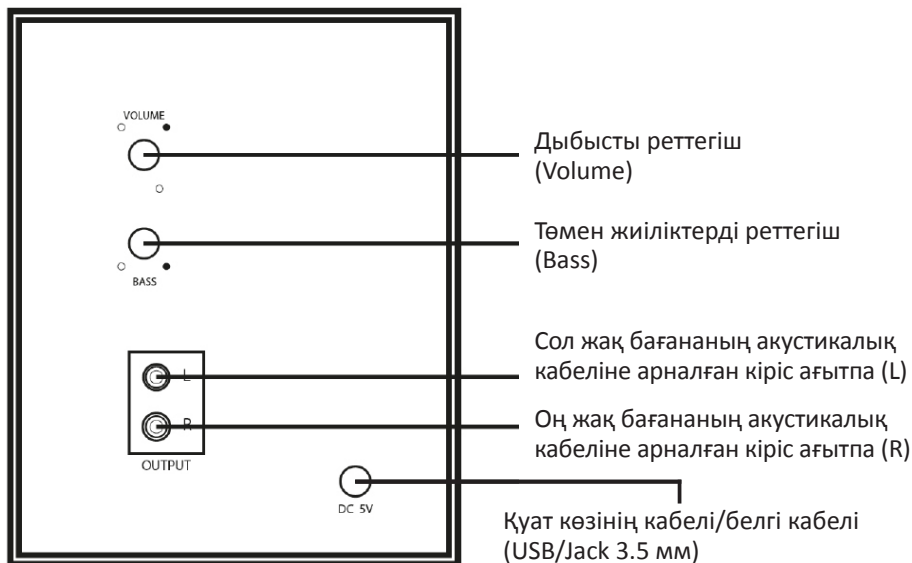 VOLUME
Дыбысты реттегіш
(Volume)
Төмен жиіліктерді реттегіш
(Bass)
BASS
Сол жақ бағананың акустикалық
кабеліне арналған кіріс ағытпа (L)
L
Оң жақ бағананың акустикалық
кабеліне арналған кіріс ағытпа (R)
R
OUTPUT
DC 5V
Қуат көзінің кабелі/белгі кабелі
(USB/Jack 3.5 мм)